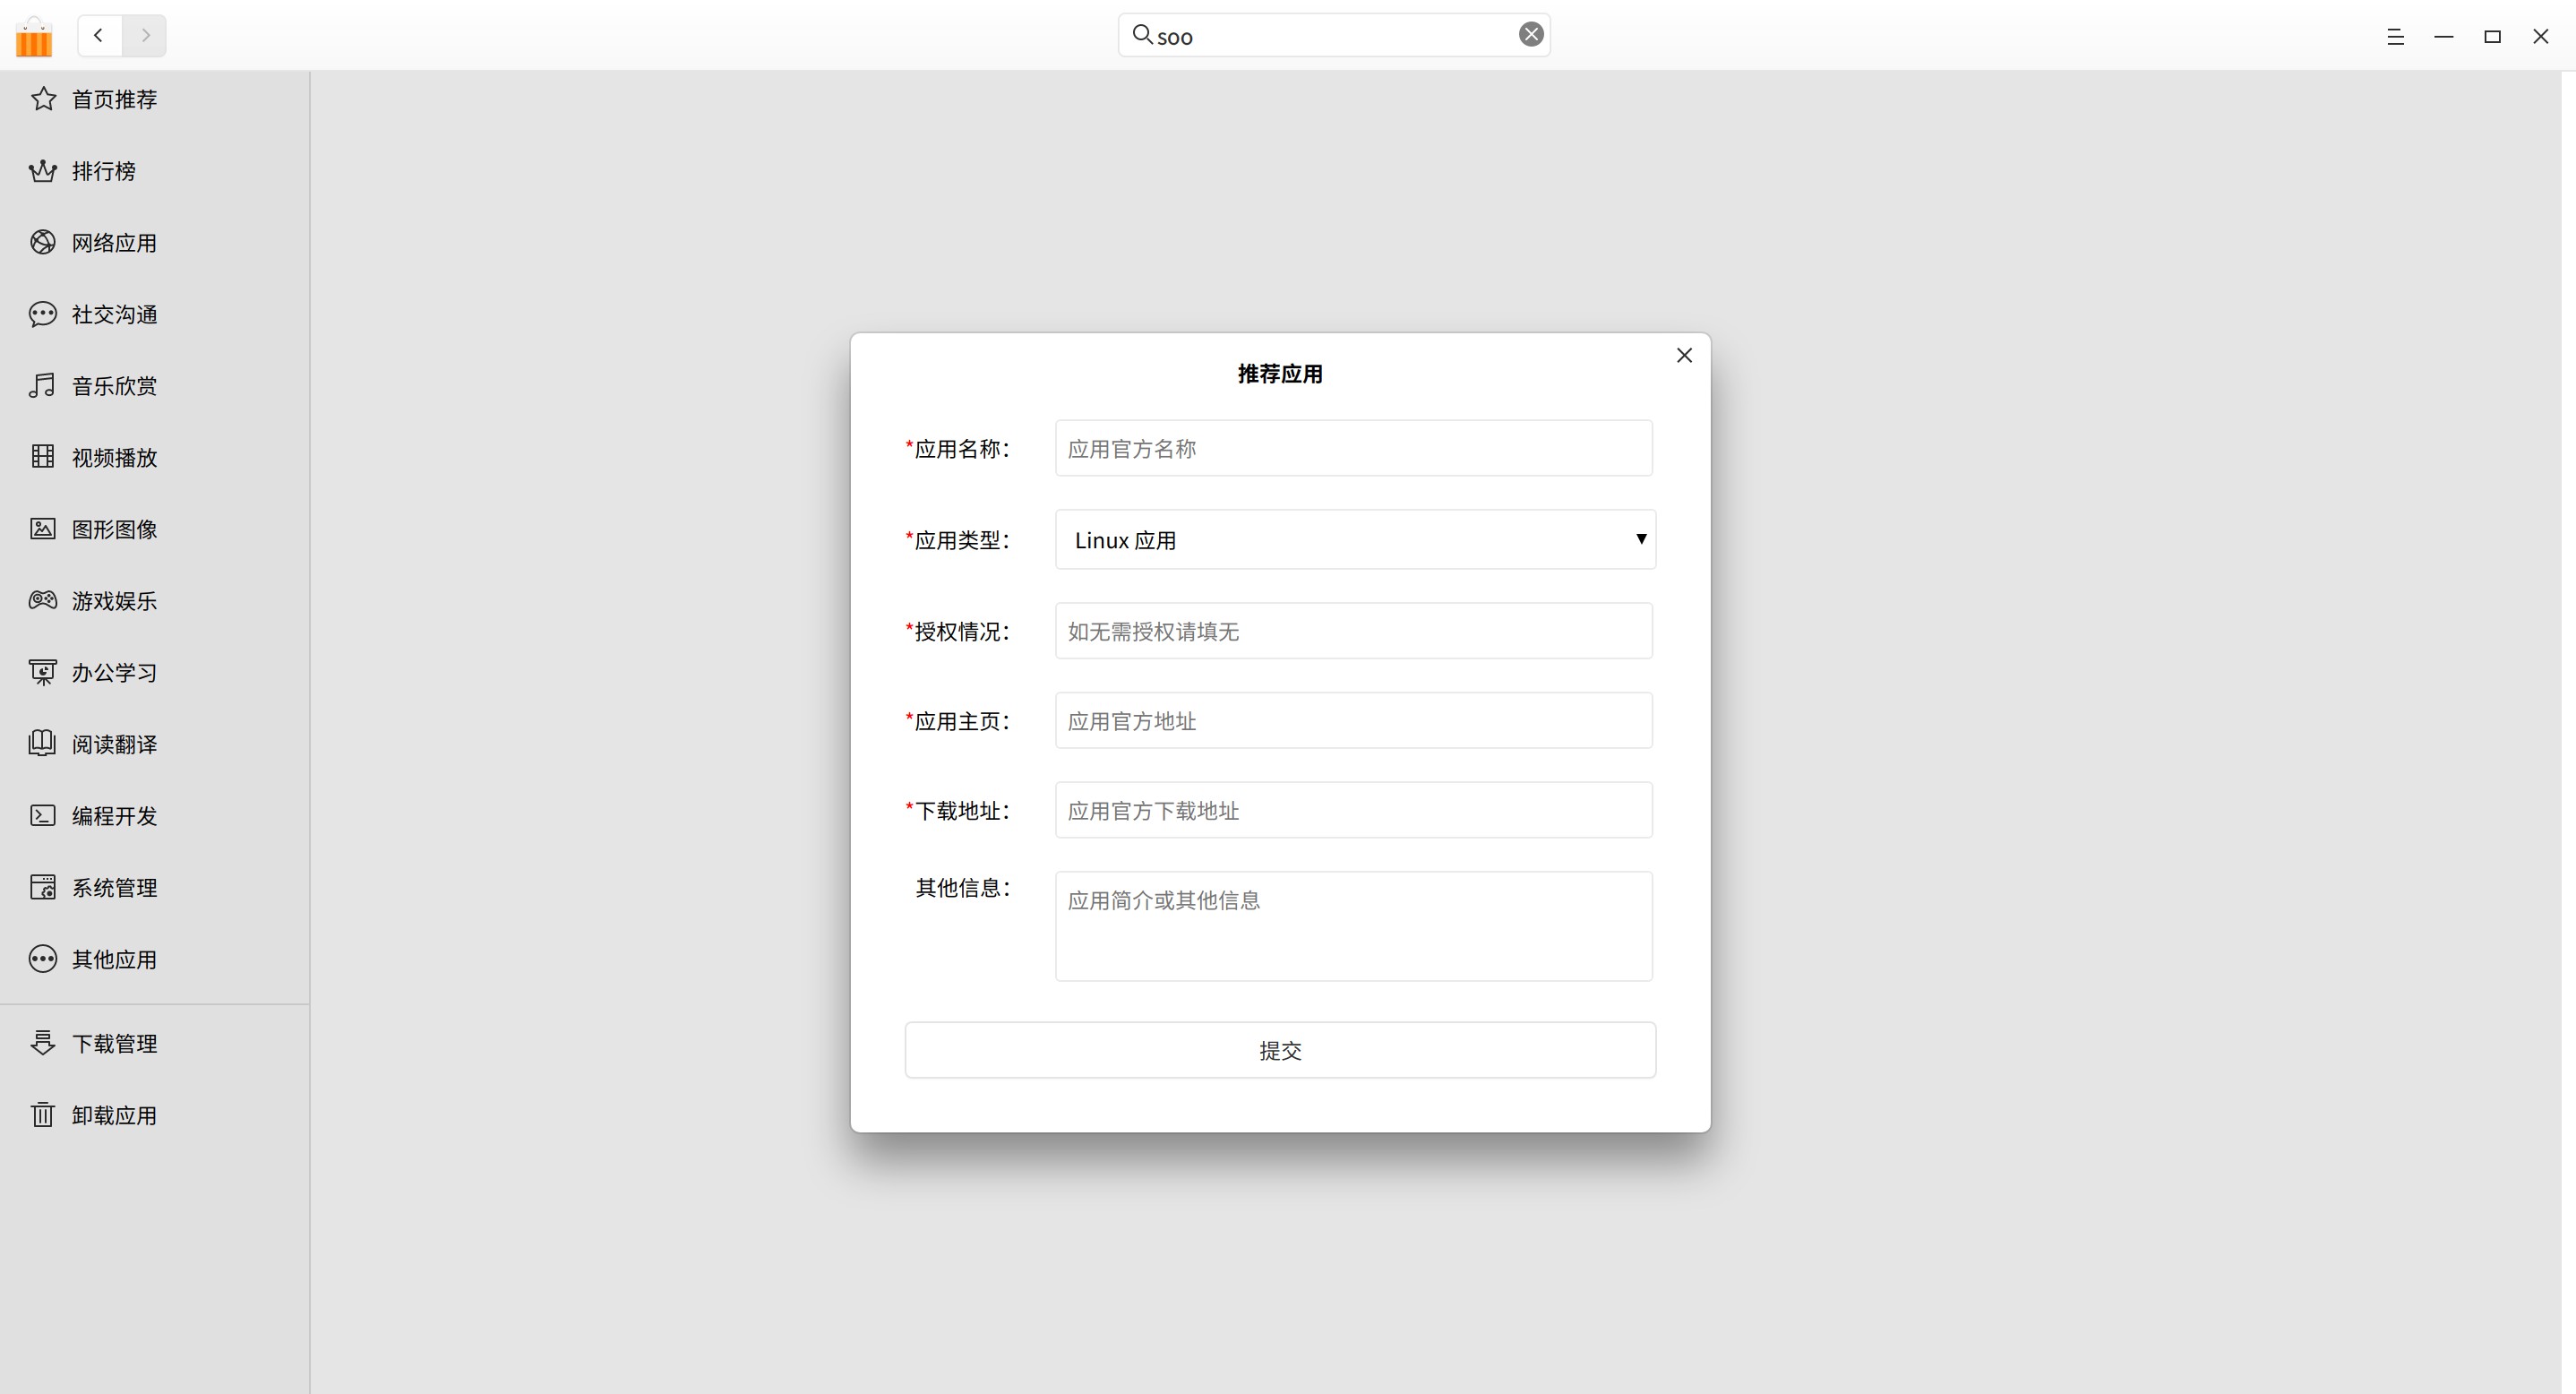 soo
首页推荐
排行榜
网络应用
社交沟通
音乐欣赏
视频播放
图形图像
游戏娱乐
办公学习
阅读翻译
编程开发
系统管理
其他应用
下载管理
卸载应用
推荐应用
*应用名称： 应用官方名称
*应用类型： Linux 应用
*授权情况： 如无需授权请填无
*应用主页： 应用官方地址
*下载地址： 应用官方下载地址
其他信息： 应用简介或其他信息
提交